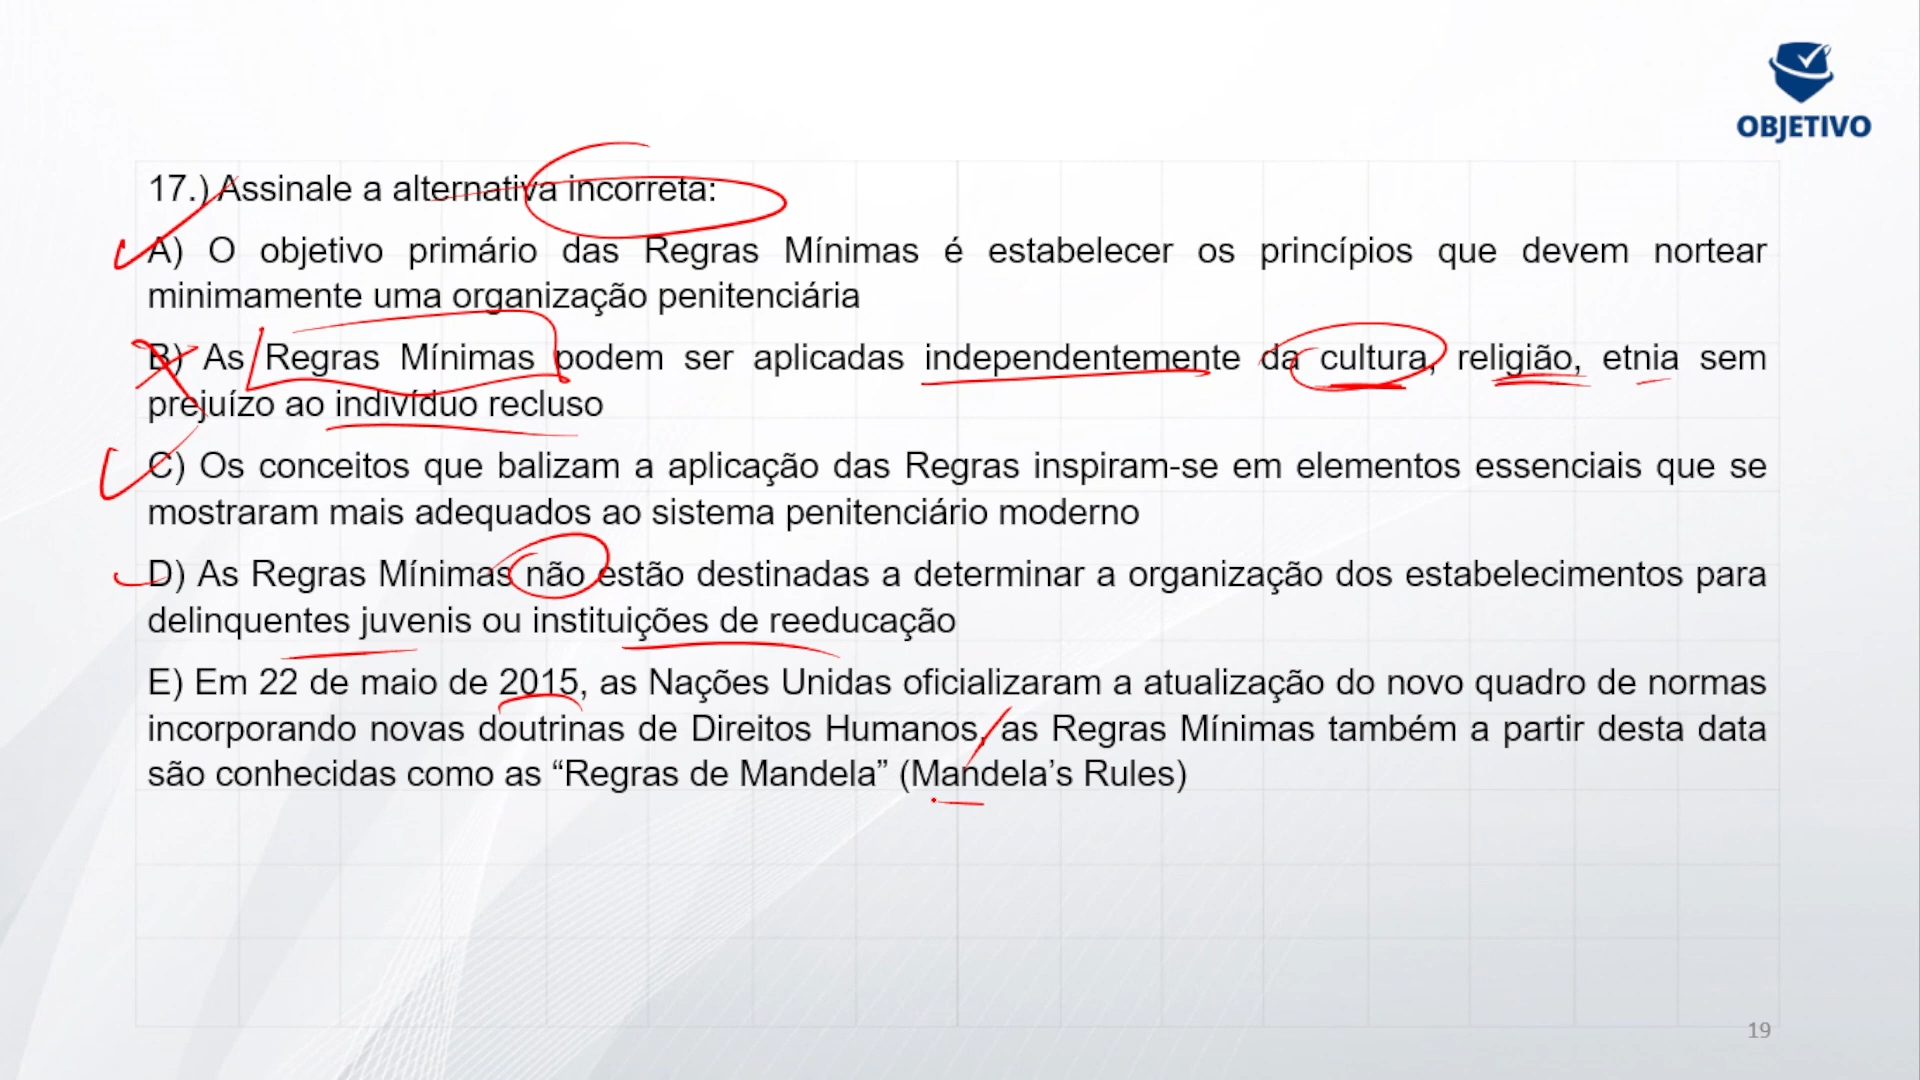 OBJETIVO
17.) Assinale a alternativa incorreta:
A) O objetivo primário das Regras Mínimas é estabelecer os princípios que devem nortear
minimamente uma organização penitenciária
B) As Regras Mínimas podem ser aplicadas independentemente da cultura, religião, etnia sem
prejuízo ao indivíduo recluso
C) Os conceitos que balizam a aplicação das Regras inspiram-se em elementos essenciais que se
mostraram mais adequados ao sistema penitenciário moderno
D) As Regras Mínimas não estão destinadas a determinar a organização dos estabelecimentos para
delinquentes juvenis ou instituições de reeducação
E) Em 22 de maio de 2015, as Nações Unidas oficializaram a atualização do novo quadro de normas
incorporando novas doutrinas de Direitos Humanos, as Regras Mínimas também a partir desta data
são conhecidas como as “Regras de Mandela” (Mandela’s Rules)
19